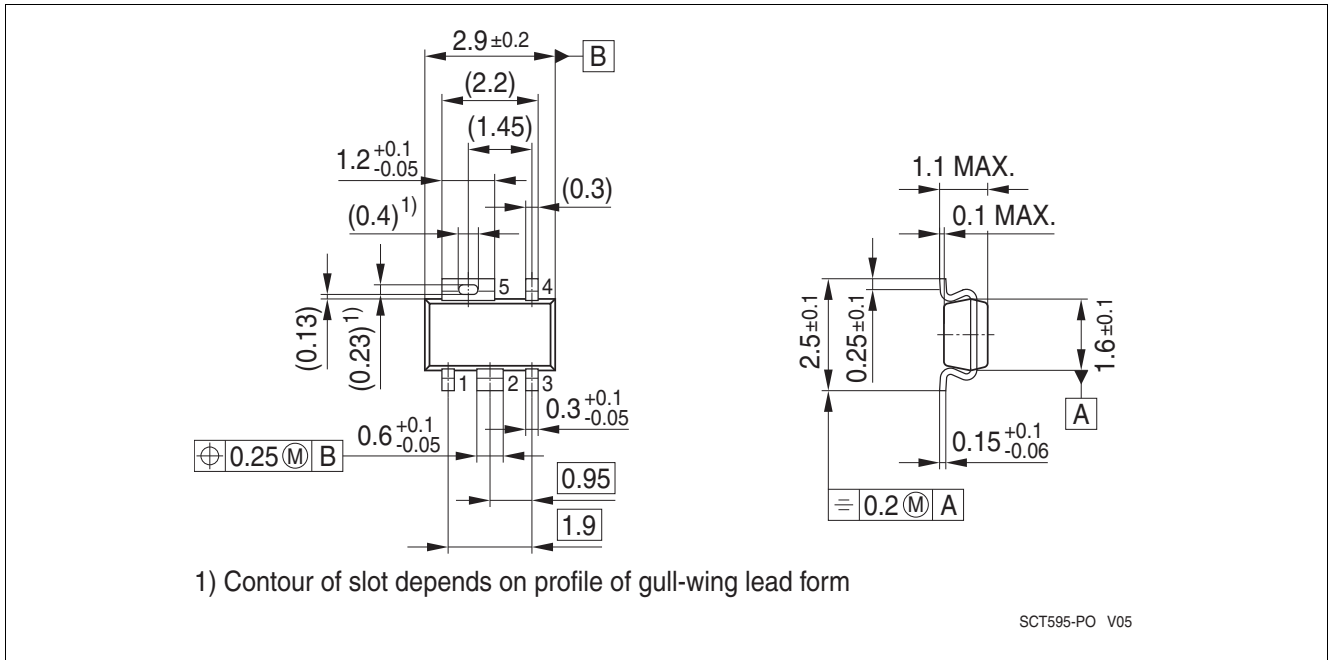 2.9 ±0.2
B
(2.2)
(1.45)
1.2 +0.1 -0.05
(0.3)
(0.4) 1)
5
4
(0.13)
(0.23) 1)
1
2
3
0.3 +0.1 -0.05
0.6 +0.1 -0.05
⌖ 0.25 Ⓜ B
0.95
1.9
1.1 MAX.
0.1 MAX.
2.5±0.1
0.25±0.1
1.6±0.1
A
0.15 +0.1 -0.06
⌯ 0.2 Ⓜ A
1) Contour of slot depends on profile of gull-wing lead form
SCT595-PO V05